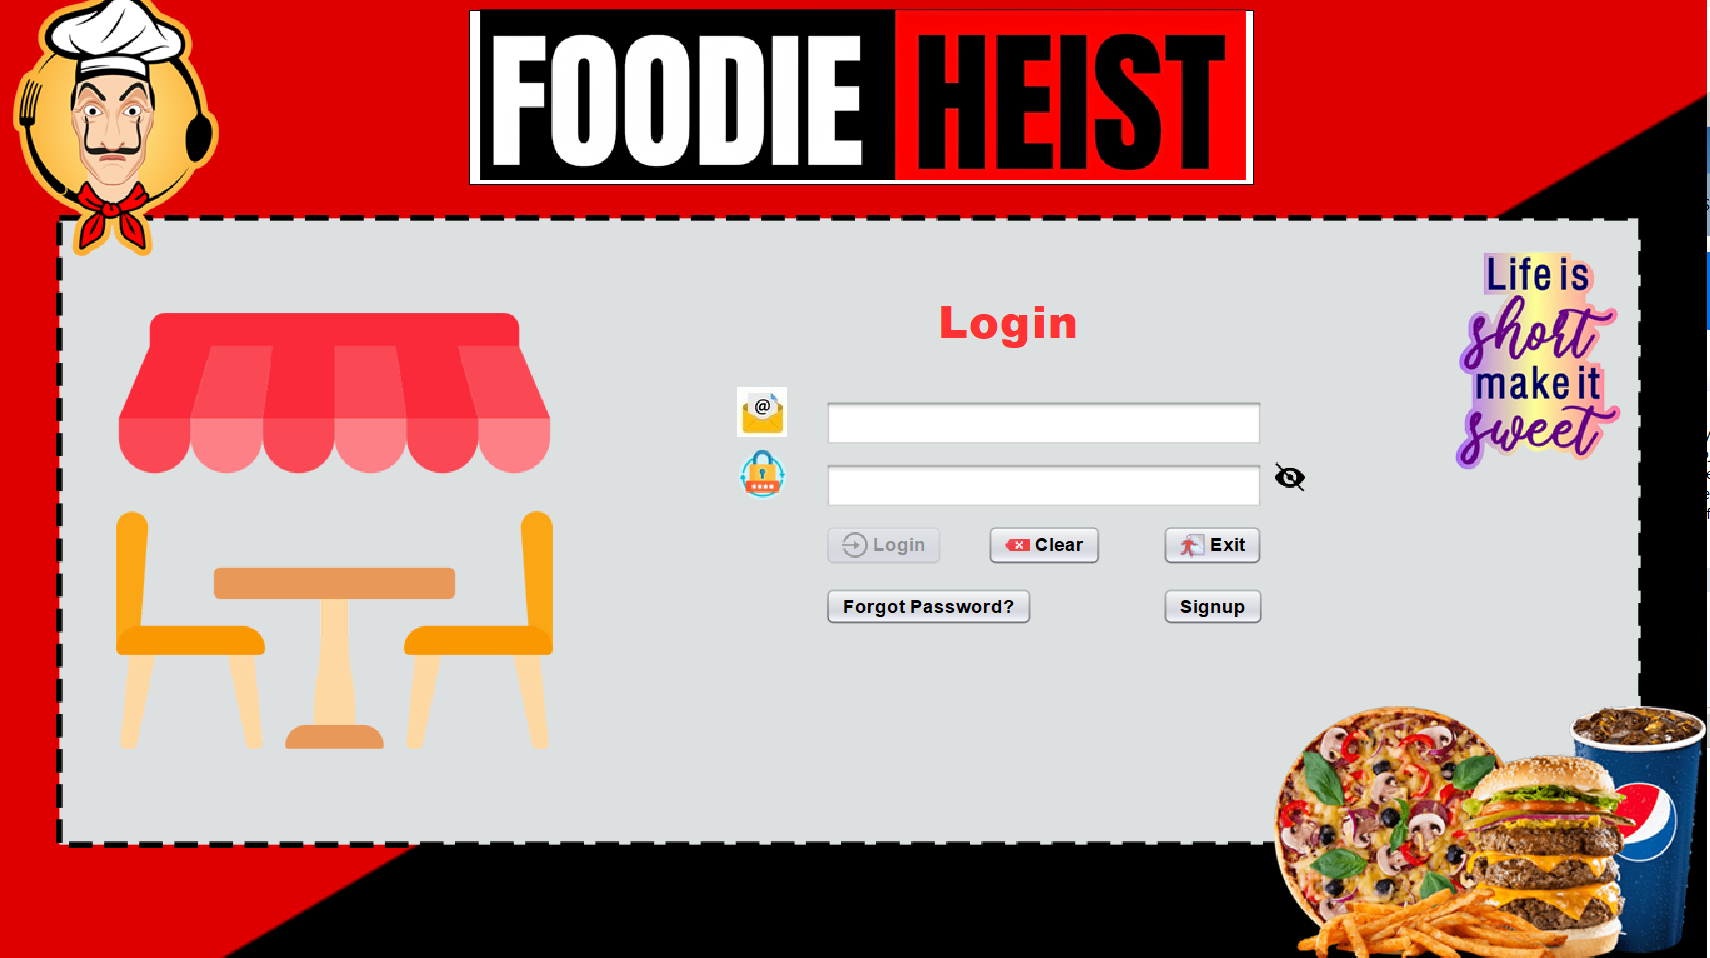 FOODIE HEIST
Life is
short
make it
sweet
Login
@
Login
Clear
Exit
Forgot Password?
Signup